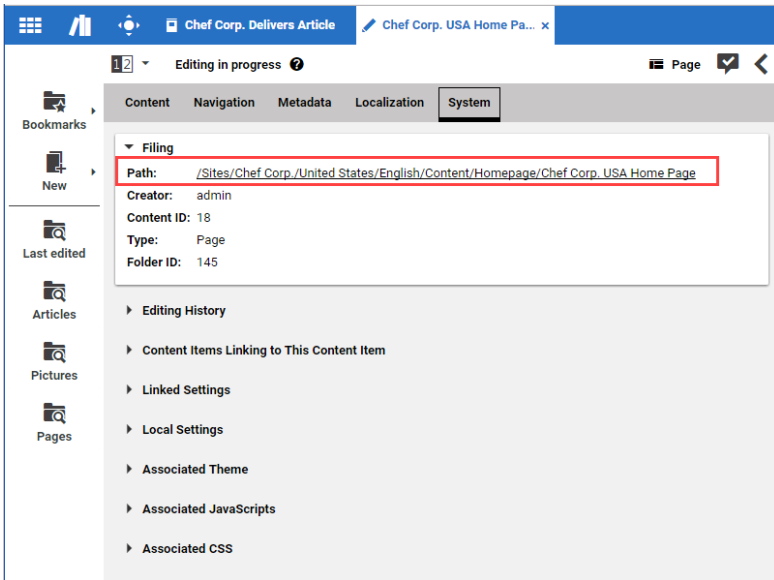 Chef Corp. Delivers Article
Chef Corp. USA Home Pa... ×
12 Editing in progress ? Page
Content Navigation Metadata Localization System
Bookmarks
New
Last edited
Articles
Pictures
Pages
Filing
Path: /Sites/Chef Corp./United States/English/Content/Homepage/Chef Corp. USA Home Page
Creator: admin
Content ID: 18
Type: Page
Folder ID: 145
Editing History
Content Items Linking to This Content Item
Linked Settings
Local Settings
Associated Theme
Associated JavaScripts
Associated CSS